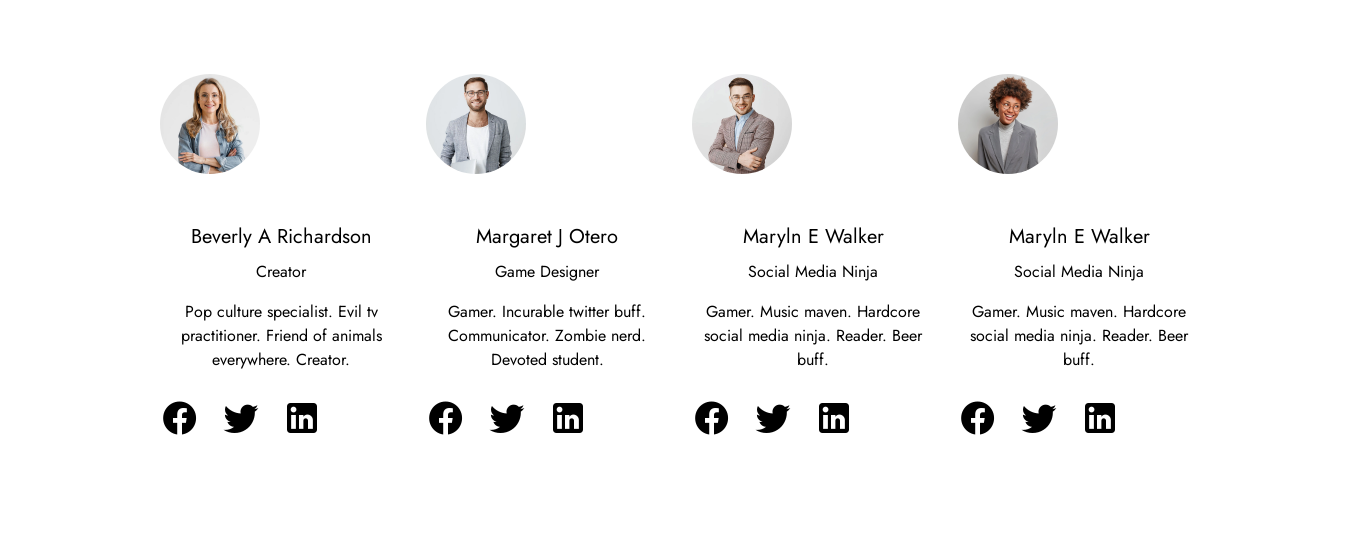 Beverly A Richardson
Creator
Pop culture specialist. Evil tv
practitioner. Friend of animals
everywhere. Creator.
Margaret J Otero
Game Designer
Gamer. Incurable twitter buff.
Communicator. Zombie nerd.
Devoted student.
Maryln E Walker
Social Media Ninja
Gamer. Music maven. Hardcore
social media ninja. Reader. Beer
buff.
Maryln E Walker
Social Media Ninja
Gamer. Music maven. Hardcore
social media ninja. Reader. Beer
buff.